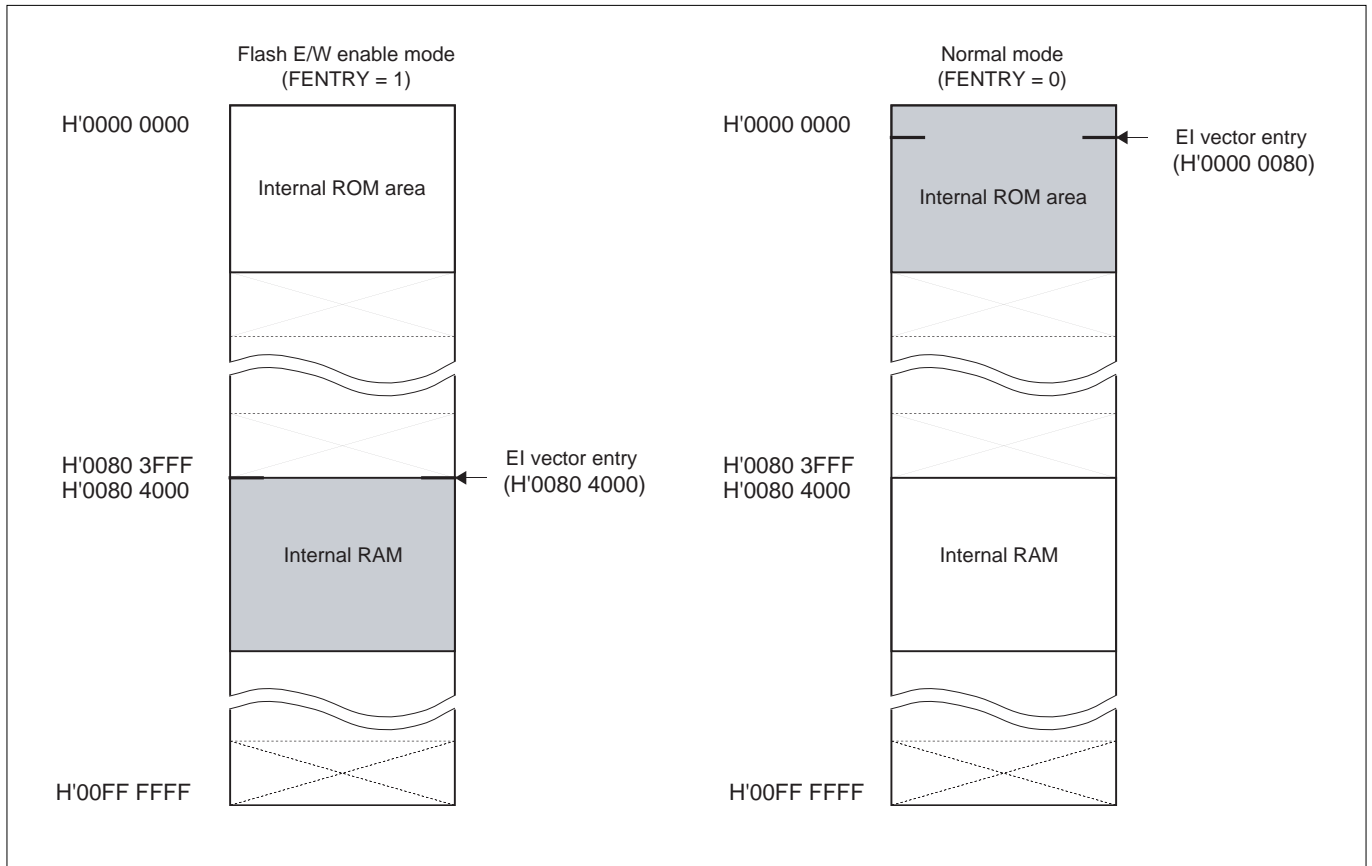 Flash E/W enable mode
(FENTRY = 1)
H'0000 0000
Internal ROM area
H'0080 3FFF
H'0080 4000
EI vector entry
(H'0080 4000)
Internal RAM
H'00FF FFFF
Normal mode
(FENTRY = 0)
H'0000 0000
EI vector entry
(H'0000 0080)
Internal ROM area
H'0080 3FFF
H'0080 4000
Internal RAM
H'00FF FFFF